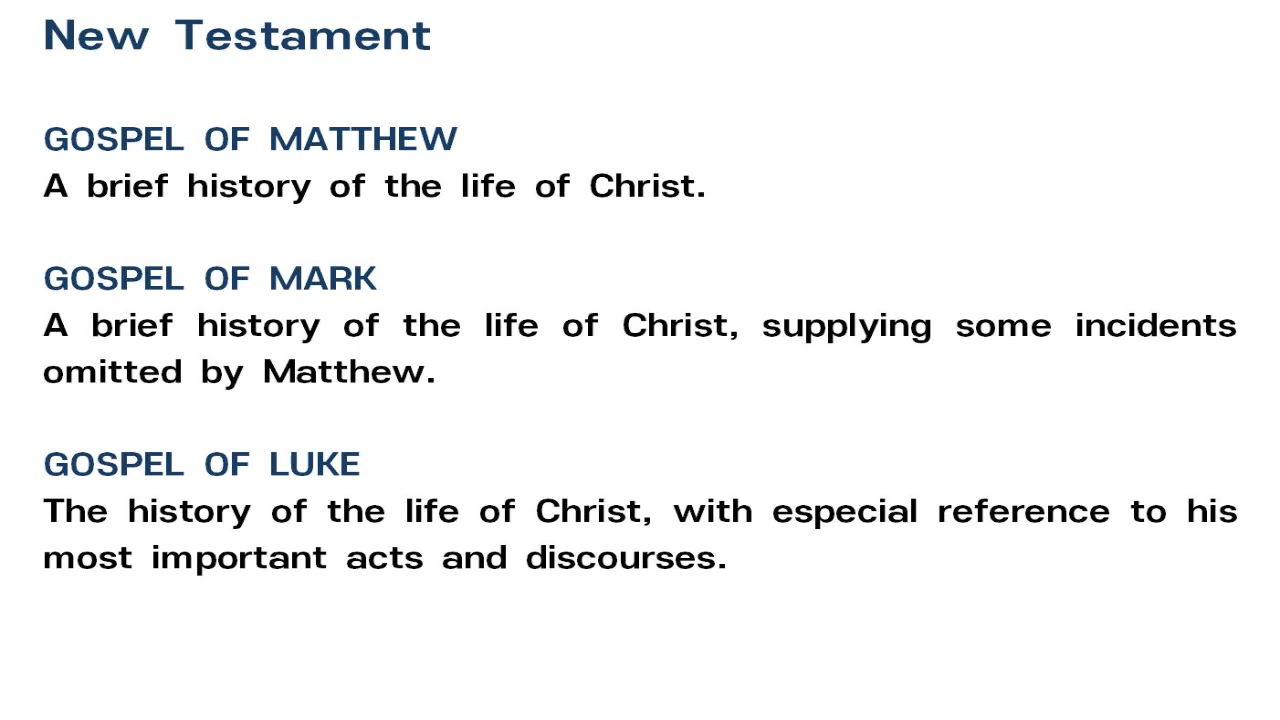 New Testament
GOSPEL OF MATTHEW
A brief history of the life of Christ.
GOSPEL OF MARK
A brief history of the life of Christ, supplying some incidents
omitted by Matthew.
GOSPEL OF LUKE
The history of the life of Christ, with especial reference to his
most important acts and discourses.